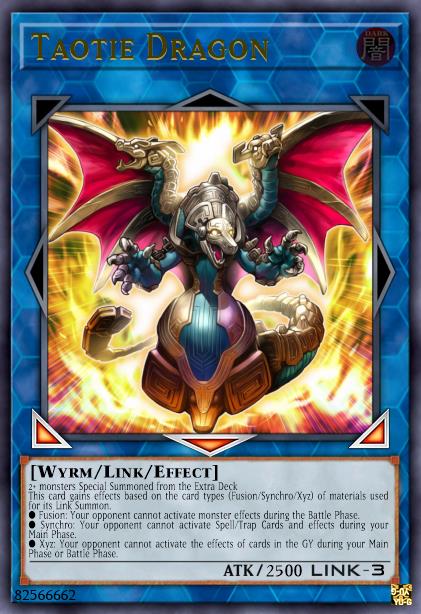 TAOTIE DRAGON
DARK
闇
[WYRM/LINK/EFFECT]
2+ monsters Special Summoned from the Extra Deck
This card gains effects based on the card types (Fusion/Synchro/Xyz) of materials used
for its Link Summon.
● Fusion: Your opponent cannot activate monster effects during the Battle Phase.
● Synchro: Your opponent cannot activate Spell/Trap Cards and effects during your
Main Phase.
● Xyz: Your opponent cannot activate the effects of cards in the GY during your Main
Phase or Battle Phase.
ATK/2500 LINK-3
82566662